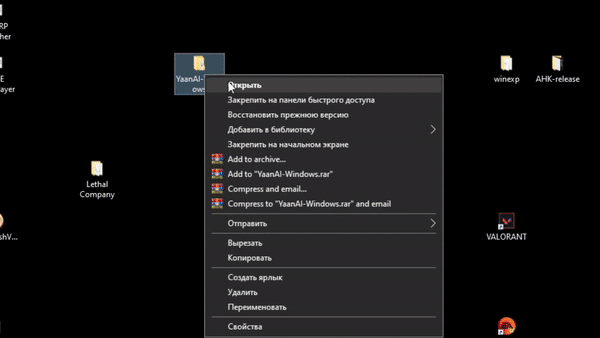 RP
her
E
ayer
YaanAI-
ows
winexp
AHK-release
Открыть
Закрепить на панели быстрого доступа
Восстановить прежнюю версию
Добавить в библиотеку
Закрепить на начальном экране
Add to archive...
Add to "YaanAI-Windows.rar"
Compress and email...
Compress to "YaanAI-Windows.rar" and email
Отправить
Вырезать
Копировать
Создать ярлык
Удалить
Переименовать
Свойства
Lethal
Company
shV...
VALORANT